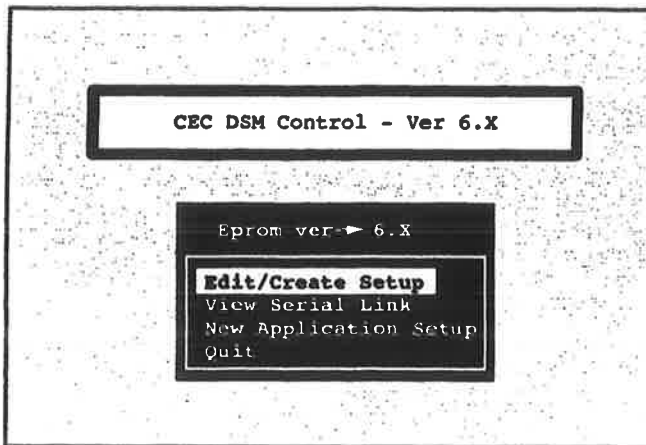 CEC DSM Control - Ver 6.X
Eprom ver-► 6.X
Edit/Create Setup
View Serial Link
New Application Setup
Quit